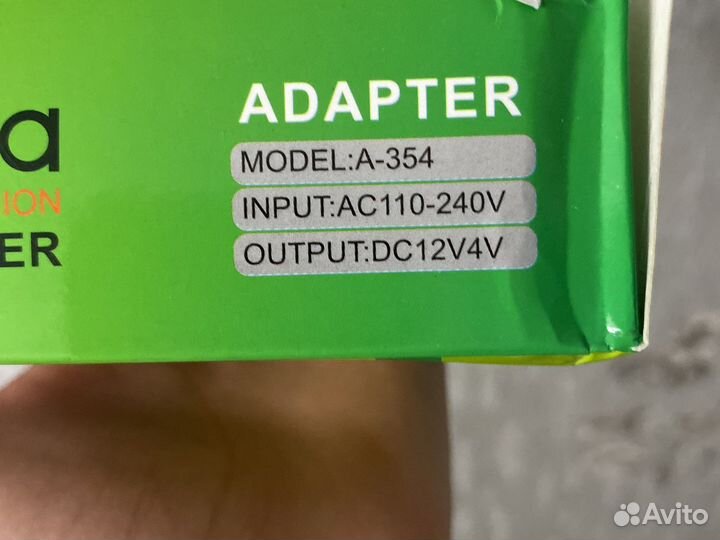 ADAPTER
MODEL:A-354
INPUT:AC110-240V
OUTPUT:DC12V4V
Avito